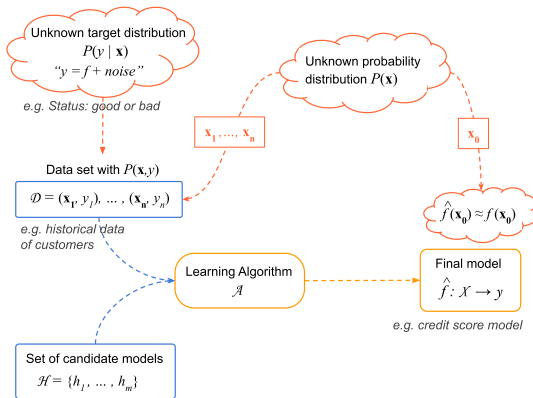 Unknown target distribution
P(y | x)
“y = f + noise”
e.g. Status: good or bad
Unknown probability
distribution P(x)
x₁, ..., xₙ
x₀
Data set with P(x,y)
𝒟 = (x₁, y₁), ... , (xₙ, yₙ)
e.g. historical data
of customers
f̂(x₀) ≈ f(x₀)
Learning Algorithm
𝒜
Final model
f̂ : 𝒳 → y
e.g. credit score model
Set of candidate models
ℋ = {h₁, ... , hₘ}